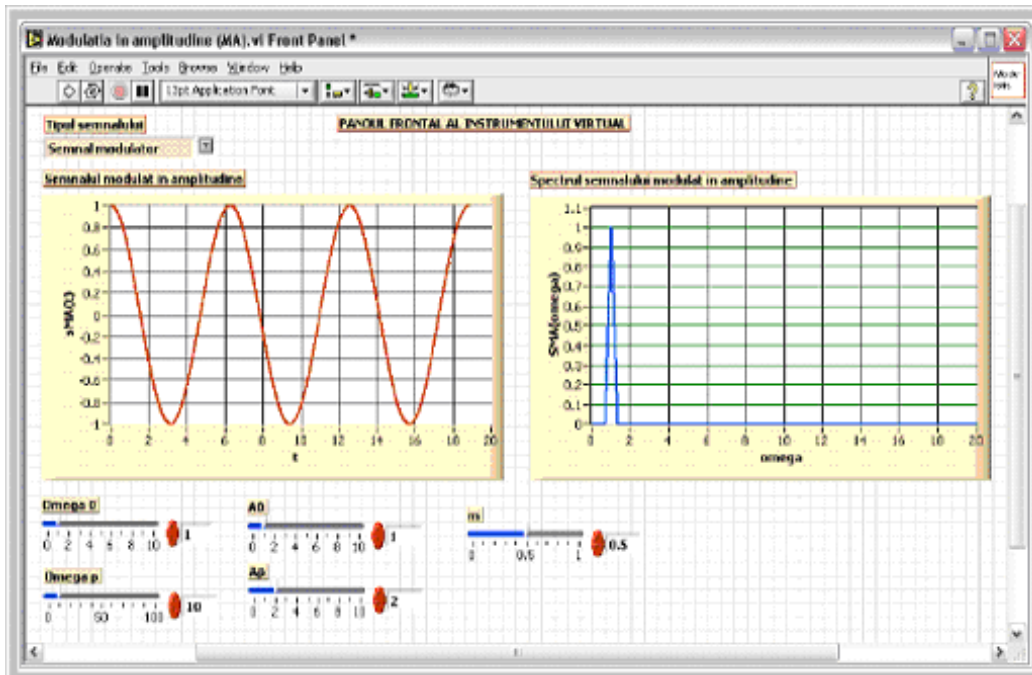 Modulatia in amplitudine (MA).vi Front Panel *
File Edit Operate Tools Browse Window Help
13pt Application Font
?
Tipul semnalului
PANOUL FRONTAL AL INSTRUMENTULUI VIRTUAL
Semnal modulator
Semnalul modulat in amplitudine
Spectrul semnalului modulat in amplitudine
sMA(t)
1
0.8
0.6
0.4
0.2
0
-0.2
-0.4
-0.6
-0.8
-1
0 2 4 6 8 10 12 14 16 18 20
t
SMA(omega)
1.1
1
0.9
0.8
0.7
0.6
0.5
0.4
0.3
0.2
0.1
0
0 2 4 6 8 10 12 14 16 18 20
omega
Omega 0
0 2 4 6 8 10
1
A0
0 2 4 6 8 10
1
m
0 0.5 1
0.5
Omega p
0 50 100
10
Ap
0 2 4 6 8 10
2